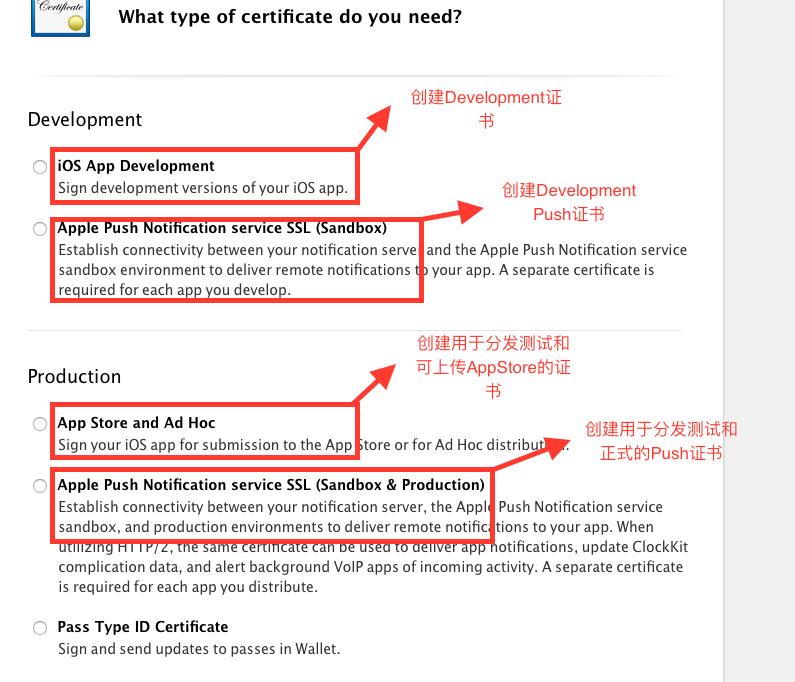 Certificate
What type of certificate do you need?
创建Development证
书
Development
iOS App Development
Sign development versions of your iOS app.
创建Development
Push证书
Apple Push Notification service SSL (Sandbox)
Establish connectivity between your notification server and the Apple Push Notification service
sandbox environment to deliver remote notifications to your app. A separate certificate is
required for each app you develop.
创建用于分发测试和
可上传AppStore的证
书
Production
App Store and Ad Hoc
Sign your iOS app for submission to the App Store or for Ad Hoc distribut
创建用于分发测试和
正式的Push证书
Apple Push Notification service SSL (Sandbox & Production)
Establish connectivity between your notification server, the Apple Push Notification service
sandbox, and production environments to deliver remote notifications to your app. When
utilizing HTTP/2, the same certificate can be used to deliver app notifications, update ClockKit
complication data, and alert background VoIP apps of incoming activity. A separate certificate
is required for each app you distribute.
Pass Type ID Certificate
Sign and send updates to passes in Wallet.